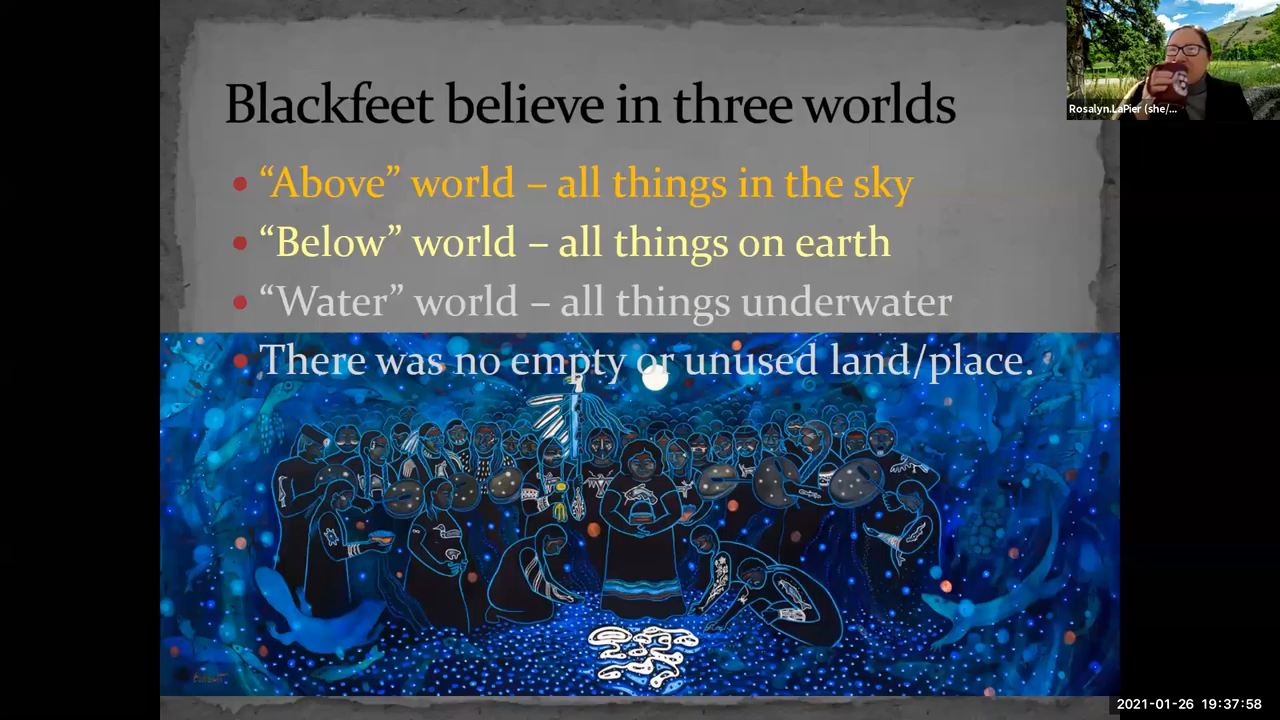 Blackfeet believe in three worlds
Rosalyn.LaPier (she/...
• “Above” world – all things in the sky
• “Below” world – all things on earth
• “Water” world – all things underwater
• There was no empty or unused land/place.
2021-01-26 19:37:58